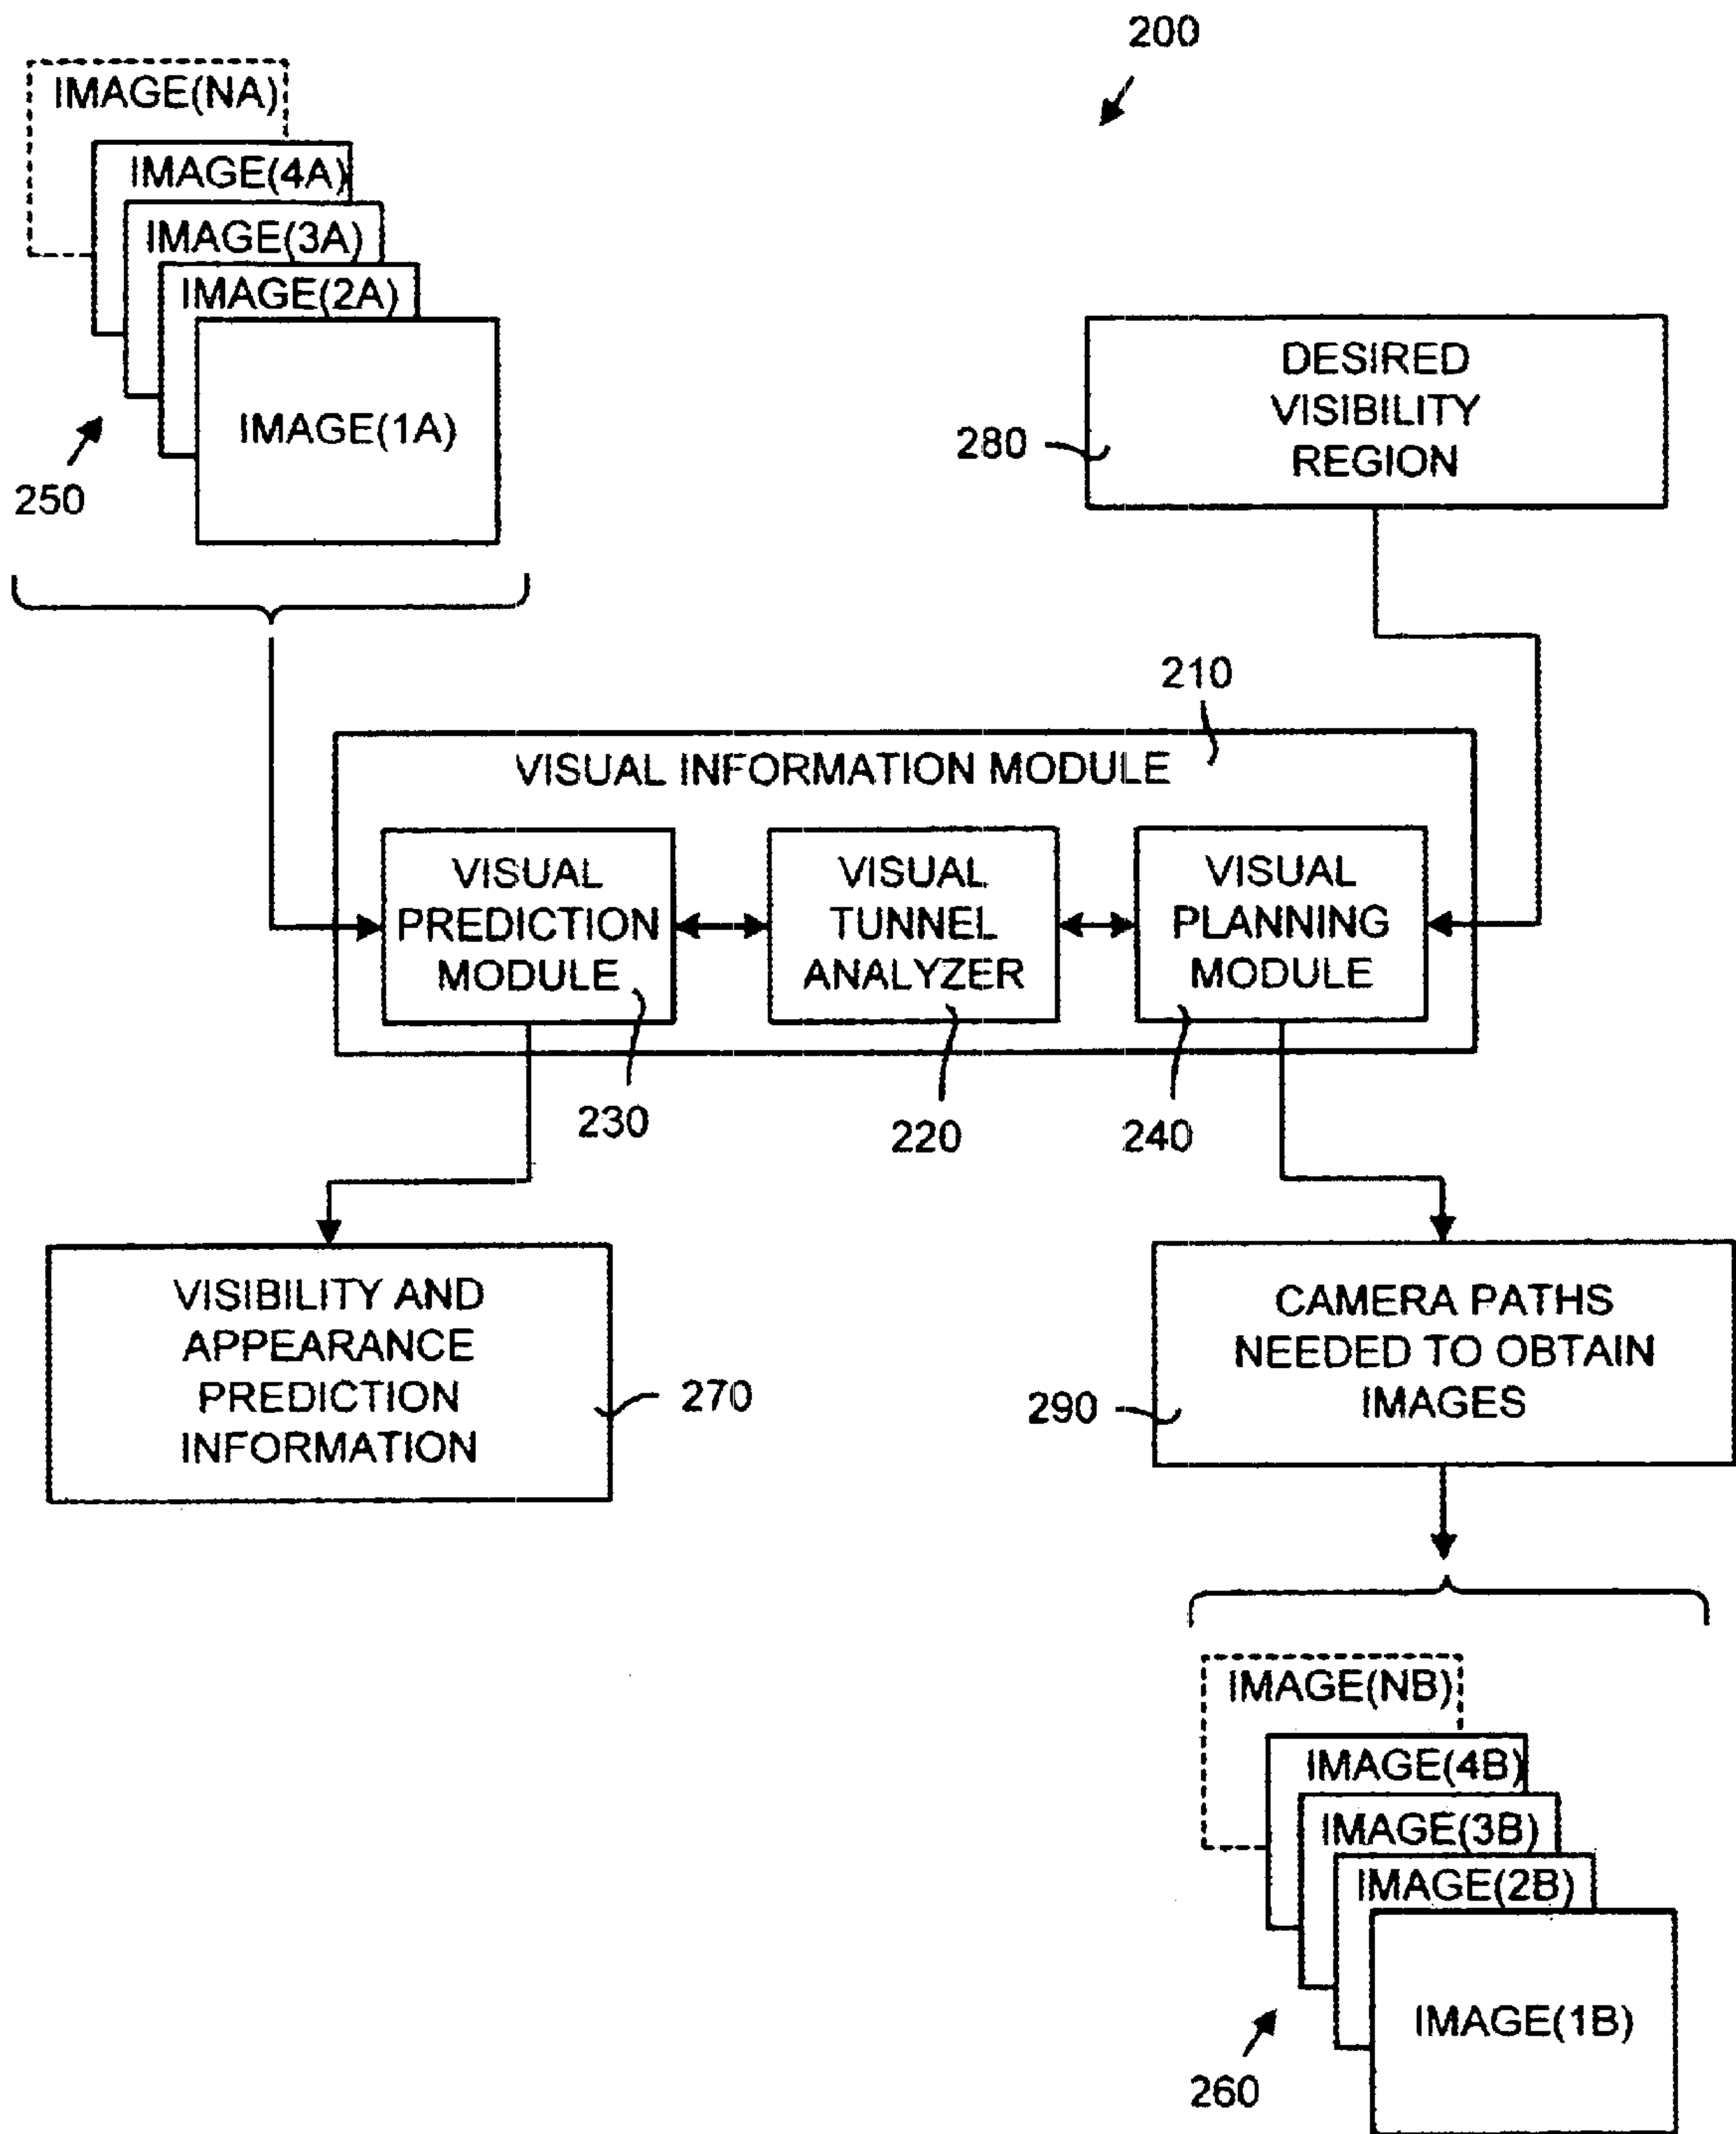 200
IMAGE(NA)
IMAGE(4A)
IMAGE(3A)
IMAGE(2A)
IMAGE(1A)
250
DESIRED
VISIBILITY
REGION
280
210
VISUAL INFORMATION MODULE
VISUAL
PREDICTION
MODULE
VISUAL
TUNNEL
ANALYZER
VISUAL
PLANNING
MODULE
230
220
240
VISIBILITY AND
APPEARANCE
PREDICTION
INFORMATION
270
CAMERA PATHS
NEEDED TO OBTAIN
IMAGES
290
IMAGE(NB)
IMAGE(4B)
IMAGE(3B)
IMAGE(2B)
IMAGE(1B)
260